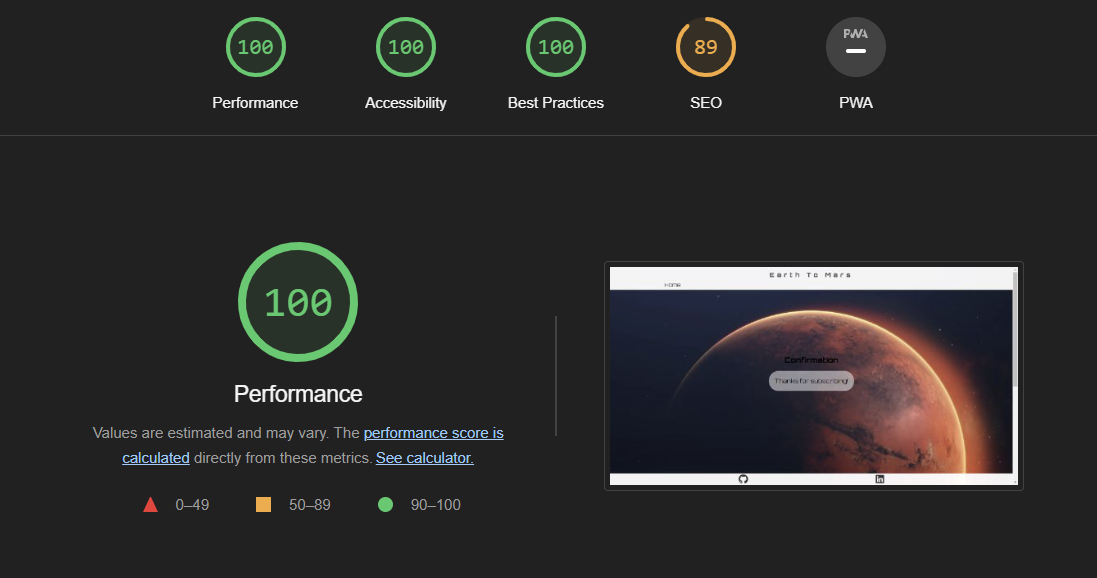 100
100
100
89
PWA
Performance
Accessibility
Best Practices
SEO
PWA
100
Performance
Values are estimated and may vary. The performance score is
calculated directly from these metrics. See calculator.
0–49
50–89
90–100
Earth To Mars
Home
Confirmation
Thanks for subscribing!